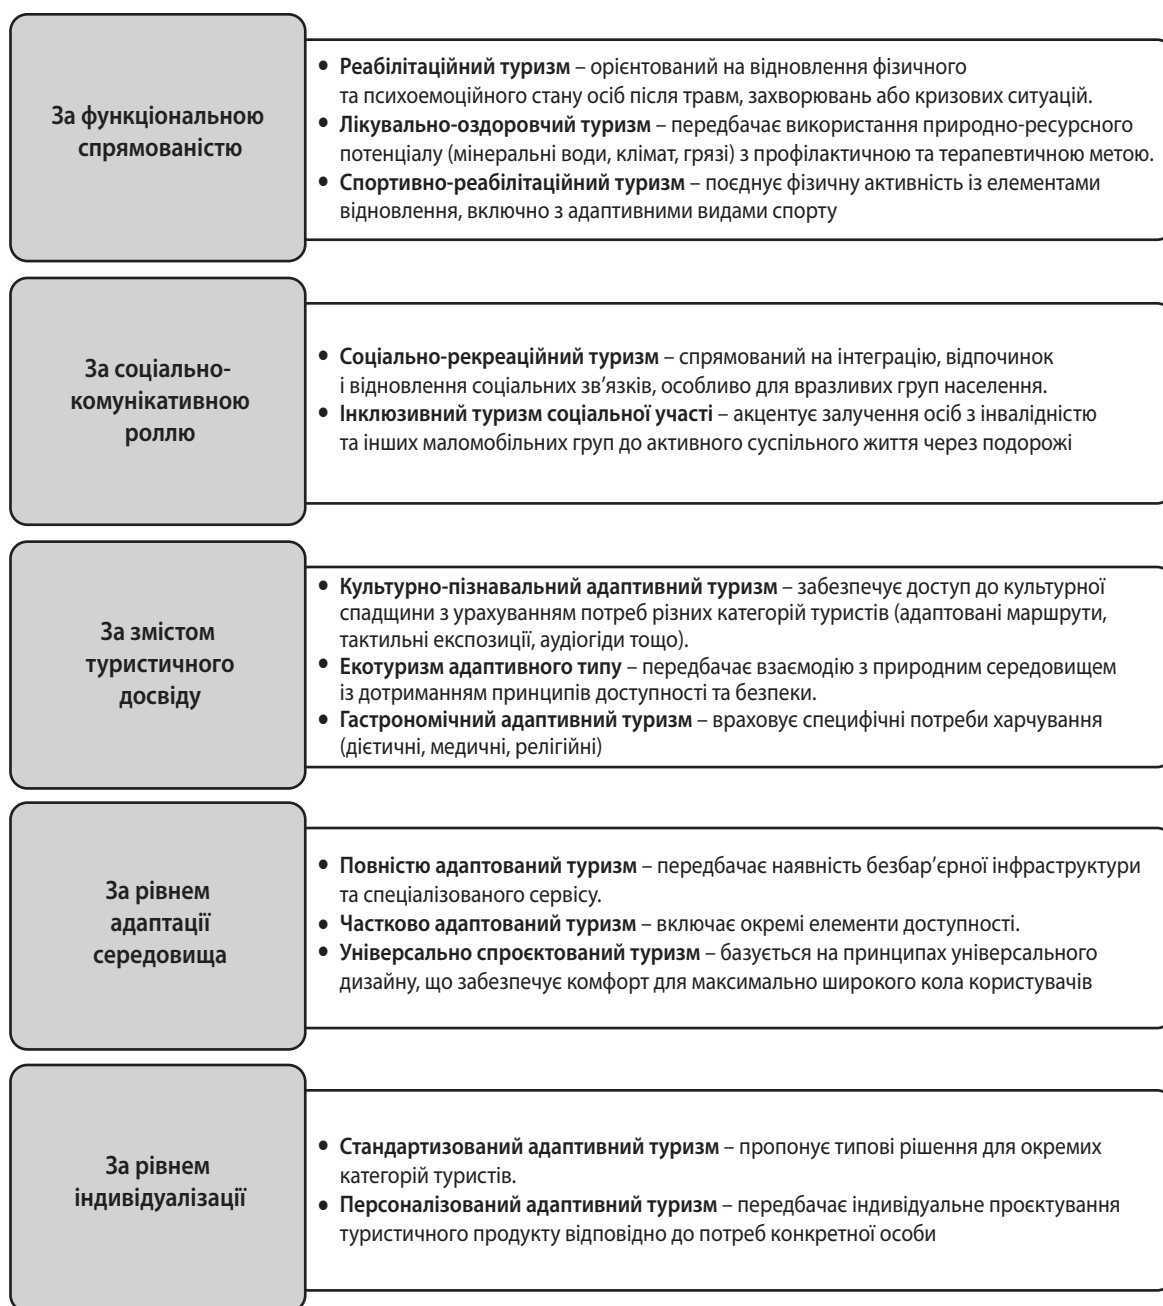 За функціональною
спрямованістю
• Реабілітаційний туризм – орієнтований на відновлення фізичного
та психоемоційного стану осіб після травм, захворювань або кризових ситуацій.
• Лікувально-оздоровчий туризм – передбачає використання природно-ресурсного
потенціалу (мінеральні води, клімат, грязі) з профілактичною та терапевтичною метою.
• Спортивно-реабілітаційний туризм – поєднує фізичну активність із елементами
відновлення, включно з адаптивними видами спорту
За соціально-
комунікативною
роллю
• Соціально-рекреаційний туризм – спрямований на інтеграцію, відпочинок
і відновлення соціальних зв’язків, особливо для вразливих груп населення.
• Інклюзивний туризм соціальної участі – акцентує залучення осіб з інвалідністю
та інших маломобільних груп до активного суспільного життя через подорожі
За змістом
туристичного
досвіду
• Культурно-пізнавальний адаптивний туризм – забезпечує доступ до культурної
спадщини з урахуванням потреб різних категорій туристів (адаптовані маршрути,
тактильні експозиції, аудіогіди тощо).
• Екотуризм адаптивного типу – передбачає взаємодію з природним середовищем
із дотриманням принципів доступності та безпеки.
• Гастрономічний адаптивний туризм – враховує специфічні потреби харчування
(дієтичні, медичні, релігійні)
За рівнем
адаптації
середовища
• Повністю адаптований туризм – передбачає наявність безбар’єрної інфраструктури
та спеціалізованого сервісу.
• Частково адаптований туризм – включає окремі елементи доступності.
• Універсально спроєктований туризм – базується на принципах універсального
дизайну, що забезпечує комфорт для максимально широкого кола користувачів
За рівнем
індивідуалізації
• Стандартизований адаптивний туризм – пропонує типові рішення для окремих
категорій туристів.
• Персоналізований адаптивний туризм – передбачає індивідуальне проєктування
туристичного продукту відповідно до потреб конкретної особи